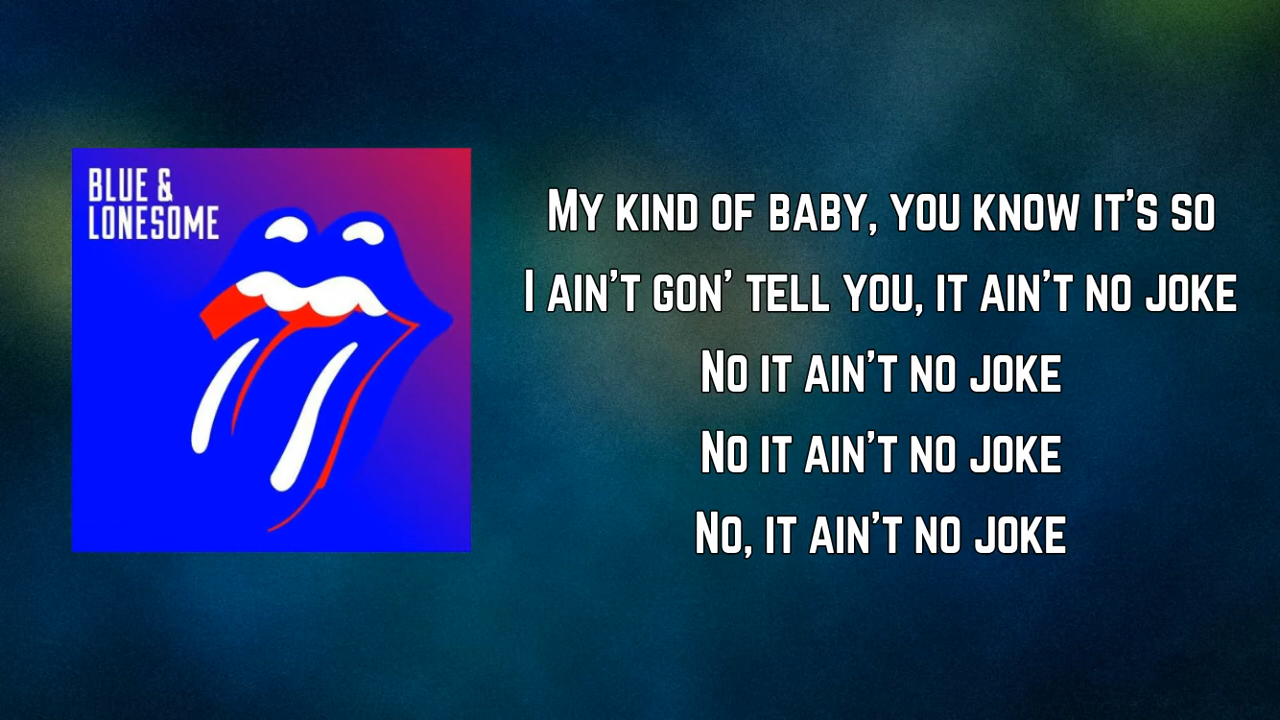 BLUE &
LONESOME
My kind of baby, you know it's so
I ain't gon' tell you, it ain't no joke
No it ain't no joke
No it ain't no joke
No, it ain't no joke